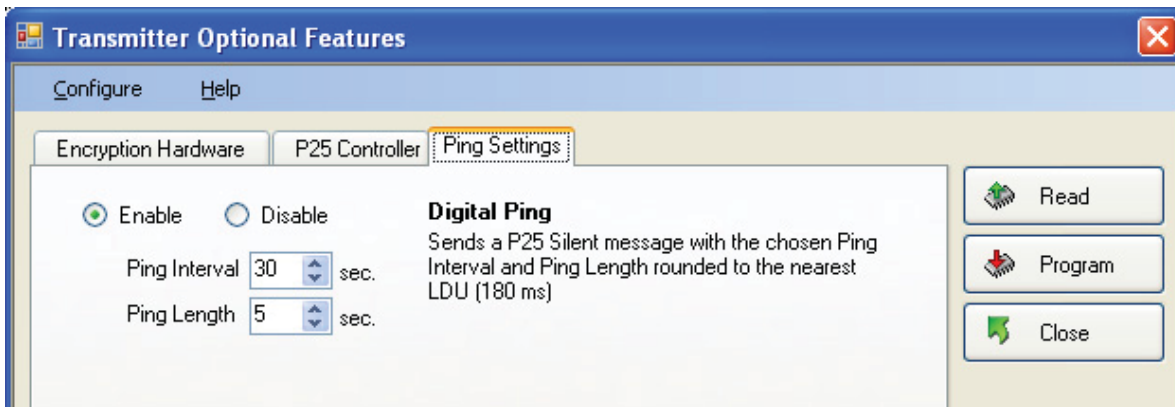 Transmitter Optional Features
Configure Help
Encryption Hardware P25 Controller Ping Settings
Enable Disable
Ping Interval 30 sec.
Ping Length 5 sec.
Digital Ping
Sends a P25 Silent message with the chosen Ping
Interval and Ping Length rounded to the nearest
LDU (180 ms)
Read
Program
Close